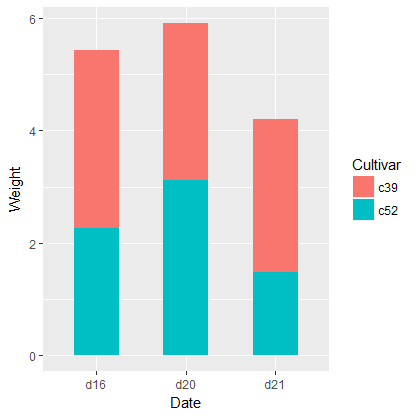 6
4
2
0
Weight
d16
d20
d21
Date
Cultivar
c39
c52